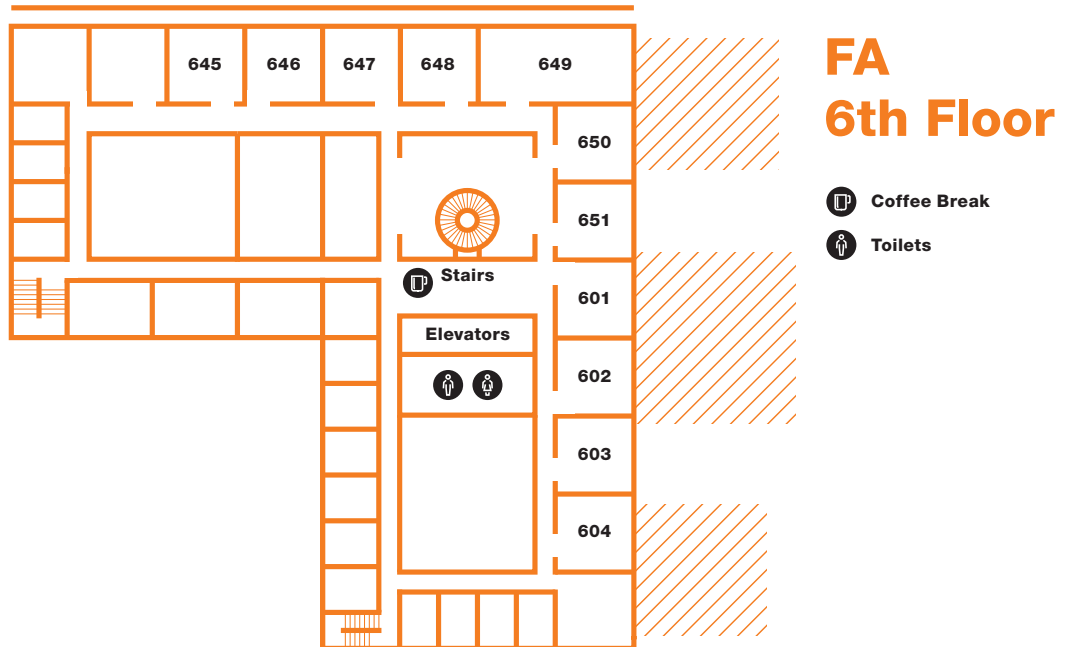 FA
6th Floor
Coffee Break
Toilets
645
646
647
648
649
650
651
Stairs
601
Elevators
602
603
604